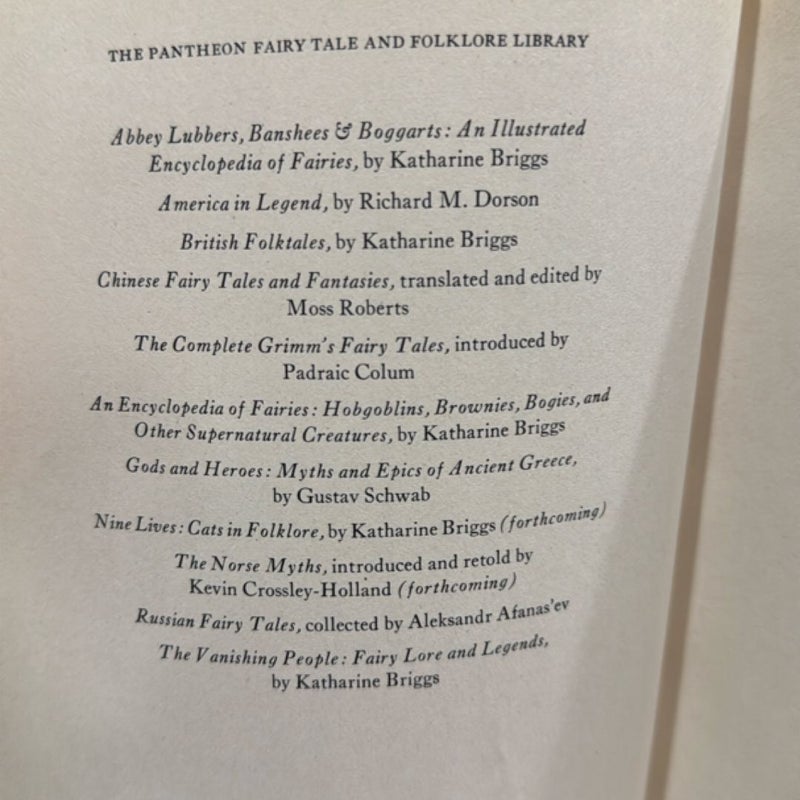 THE PANTHEON FAIRY TALE AND FOLKLORE LIBRARY
Abbey Lubbers, Banshees & Boggarts: An Illustrated
Encyclopedia of Fairies, by Katharine Briggs
America in Legend, by Richard M. Dorson
British Folktales, by Katharine Briggs
Chinese Fairy Tales and Fantasies, translated and edited by
Moss Roberts
The Complete Grimm's Fairy Tales, introduced by
Padraic Colum
An Encyclopedia of Fairies: Hobgoblins, Brownies, Bogies, and
Other Supernatural Creatures, by Katharine Briggs
Gods and Heroes: Myths and Epics of Ancient Greece,
by Gustav Schwab
Nine Lives: Cats in Folklore, by Katharine Briggs (forthcoming)
The Norse Myths, introduced and retold by
Kevin Crossley-Holland (forthcoming)
Russian Fairy Tales, collected by Aleksandr Afanas'ev
The Vanishing People: Fairy Lore and Legends,
by Katharine Briggs